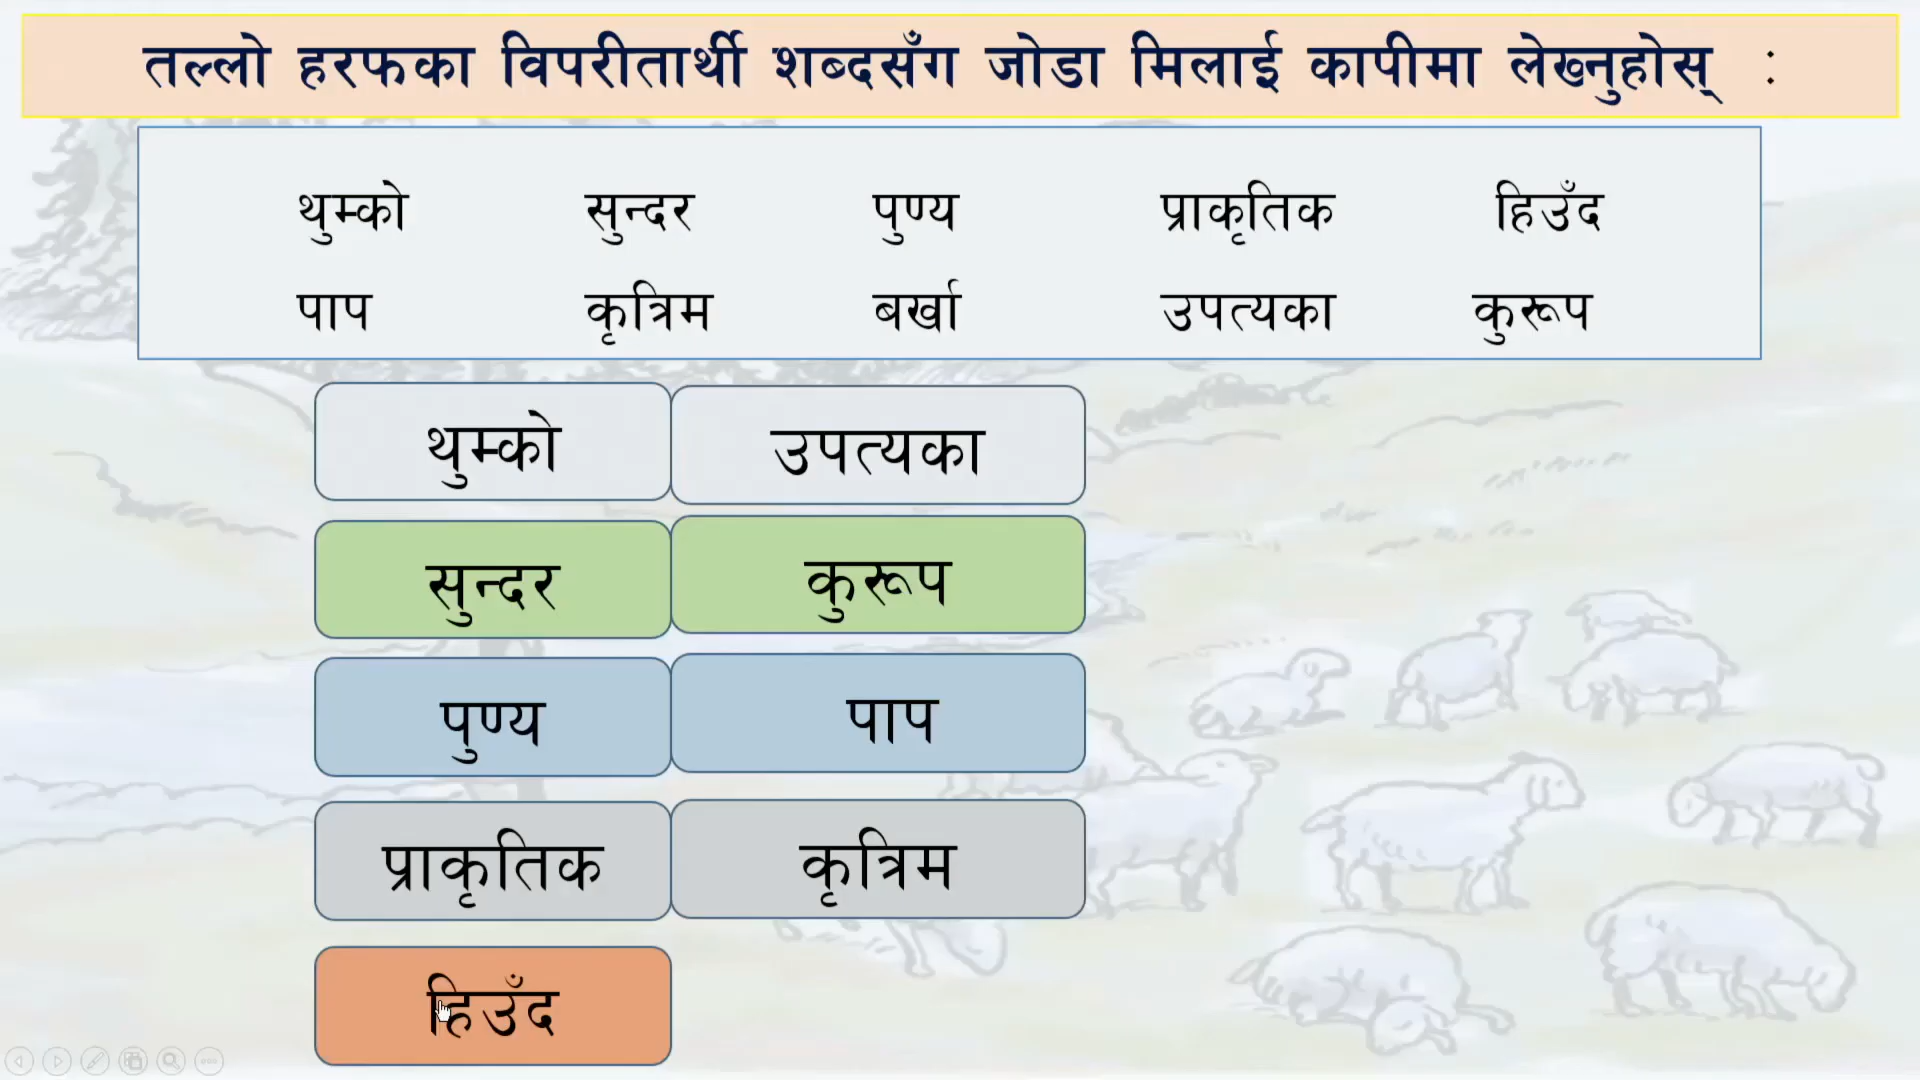 तल्लो हरफका विपरीतार्थी शब्दसँग जोडा मिलाई कापीमा लेख्नुहोस् :
थुम्को सुन्दर पुण्य प्राकृतिक हिउँद
पाप कृत्रिम बर्खा उपत्यका कुरूप
थुम्को उपत्यका
सुन्दर कुरूप
पुण्य पाप
प्राकृतिक कृत्रिम
हिउँद